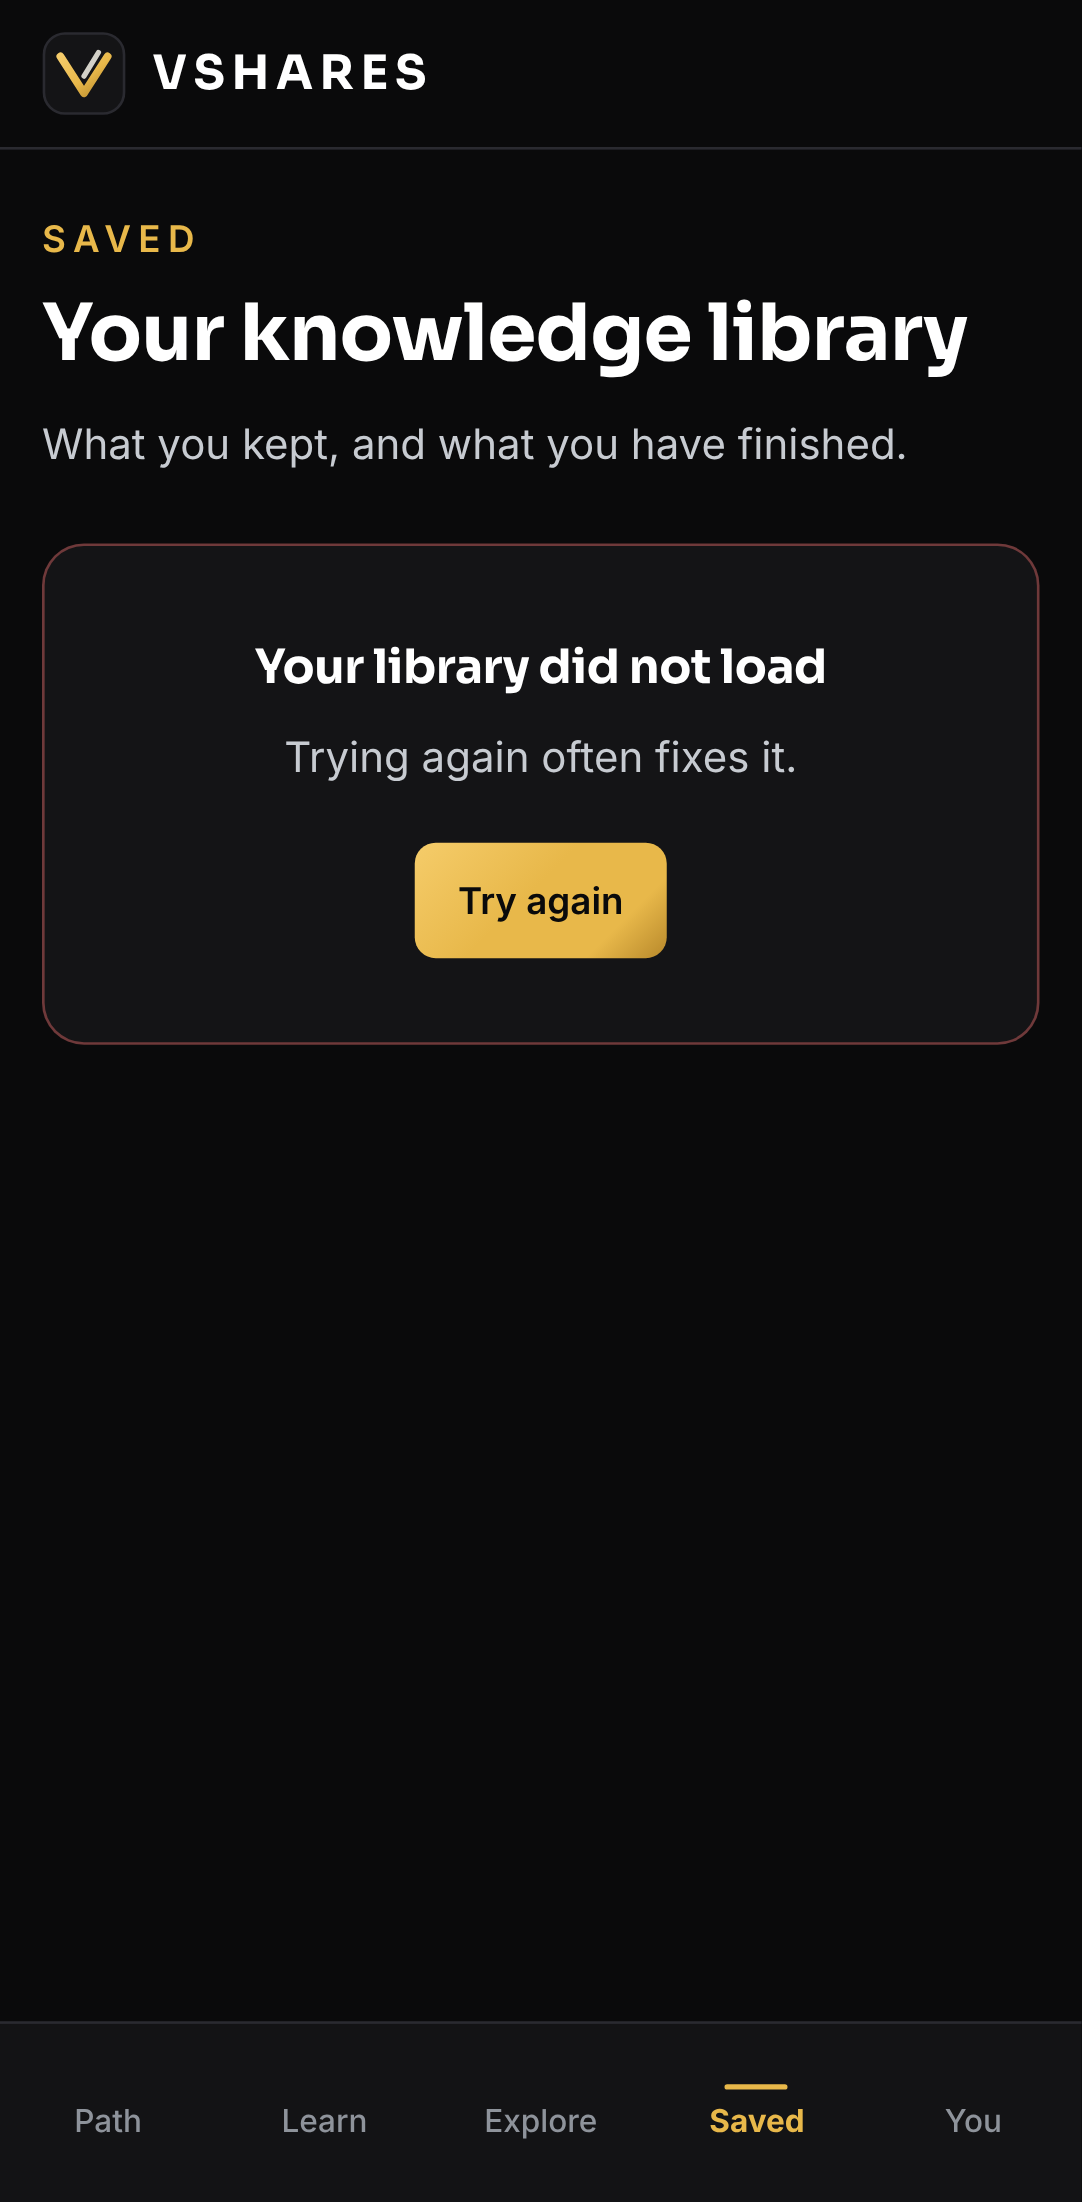 VSHARES
SAVED
Your knowledge library
What you kept, and what you have finished.
Your library did not load
Trying again often fixes it.
Try again
Path Learn Explore Saved You